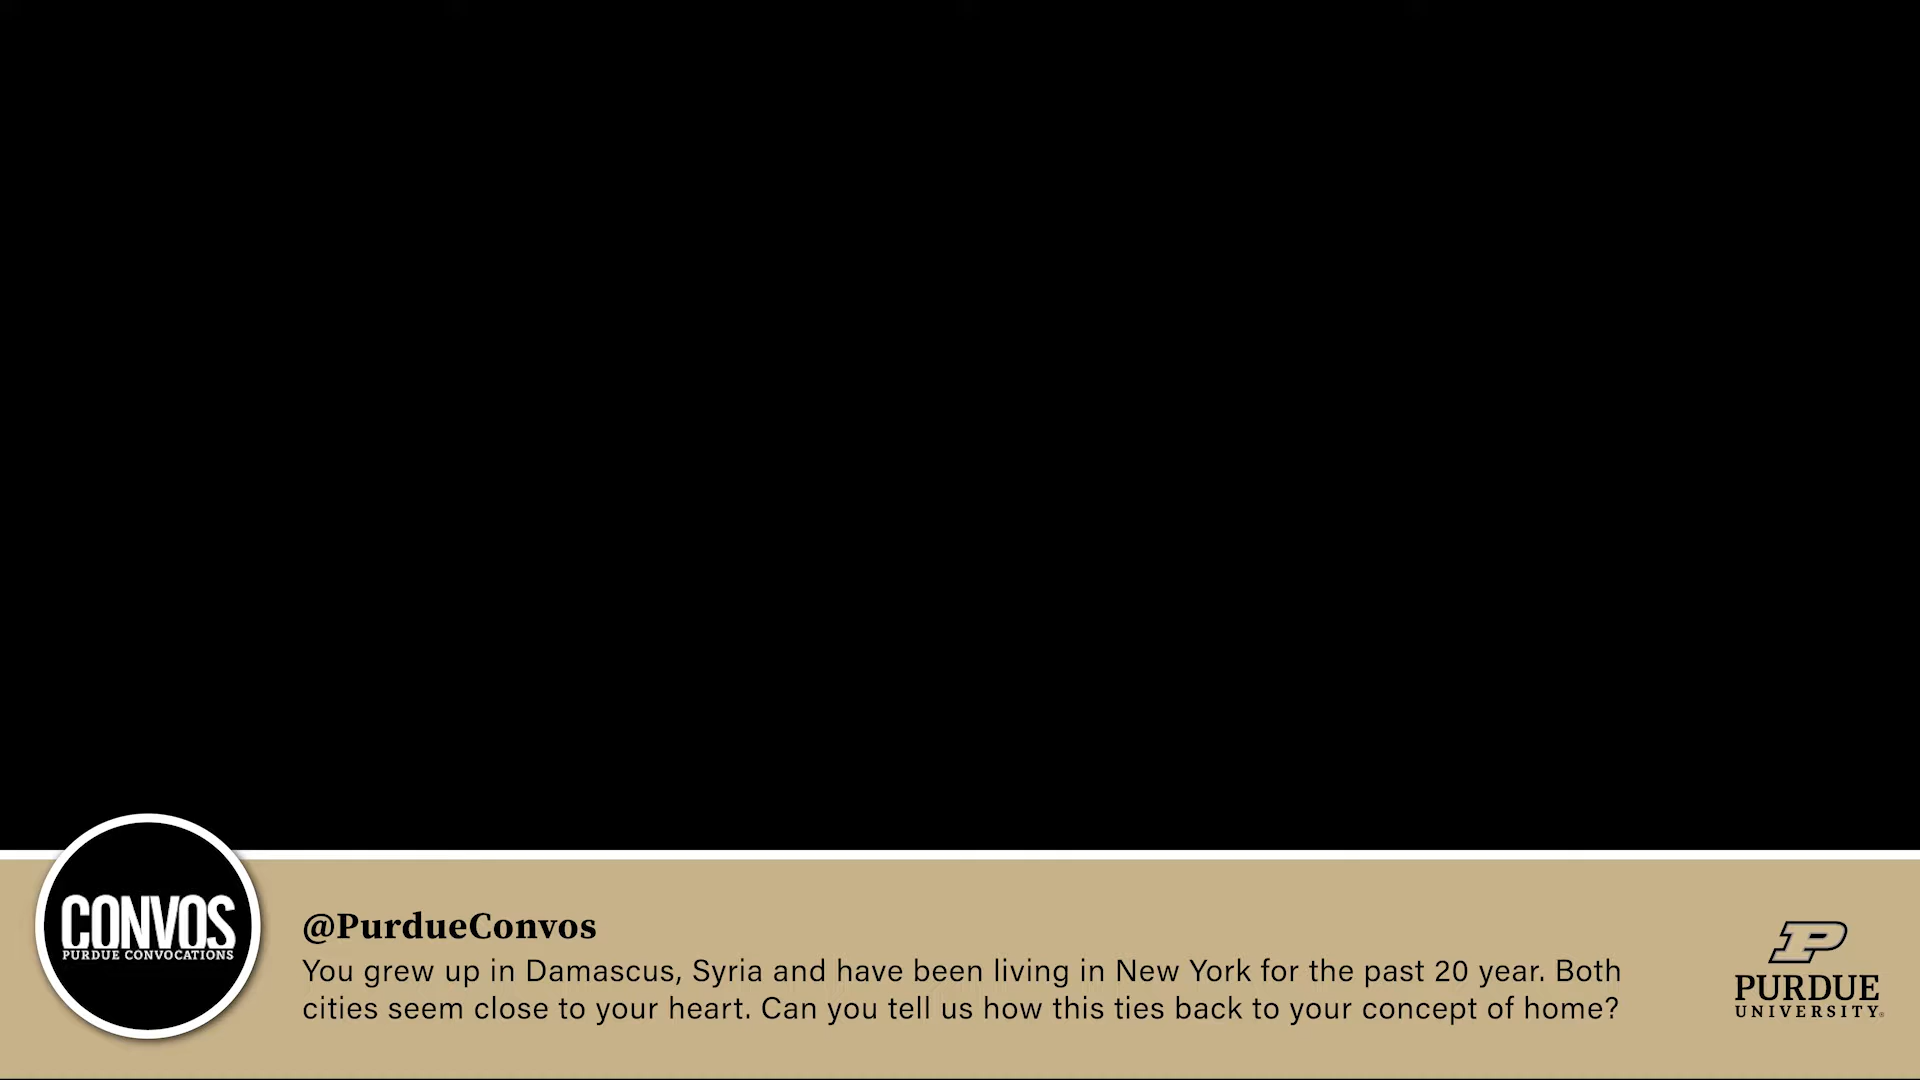 CONVOS
PURDUE CONVOCATIONS
@PurdueConvos
You grew up in Damascus, Syria and have been living in New York for the past 20 year. Both
cities seem close to your heart. Can you tell us how this ties back to your concept of home?
P
PURDUE
UNIVERSITY®